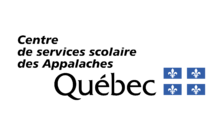 Centre
de services scolaire
des Appalaches
Québec